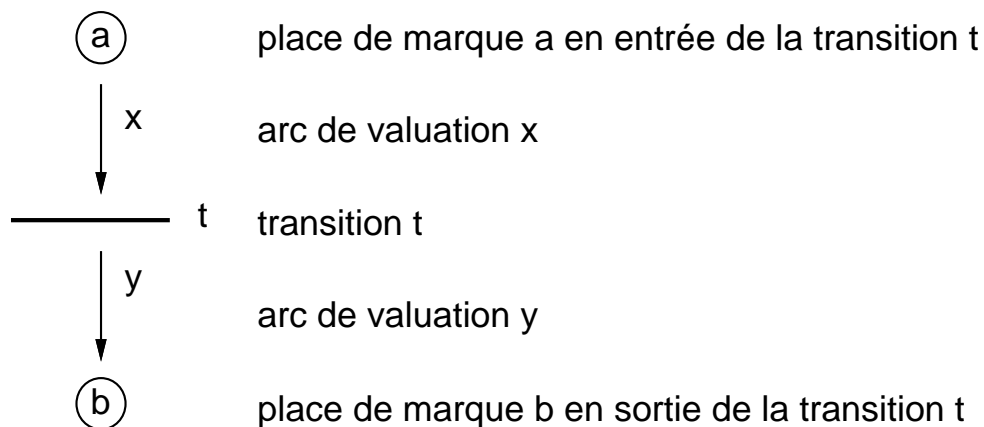 a place de marque a en entrée de la transition t
x arc de valuation x
t transition t
y arc de valuation y
b place de marque b en sortie de la transition t